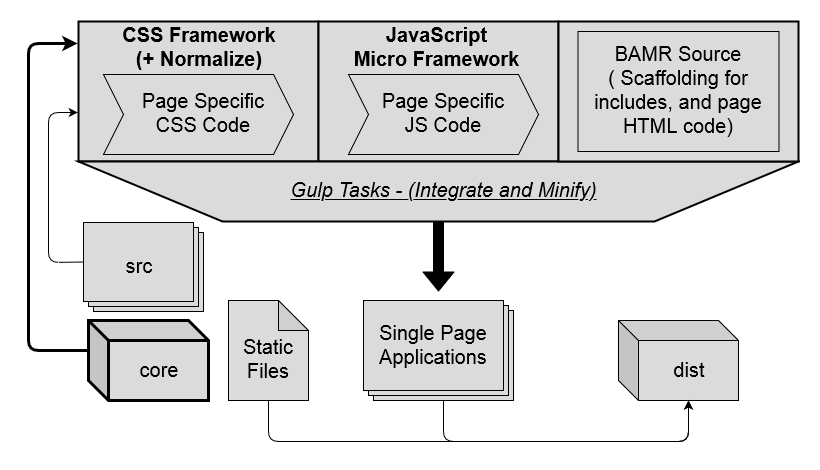 CSS Framework
(+ Normalize)
Page Specific
CSS Code
JavaScript
Micro Framework
Page Specific
JS Code
BAMR Source
( Scaffolding for
includes, and page
HTML code)
Gulp Tasks - (Integrate and Minify)
src
core
Static
Files
Single Page
Applications
dist